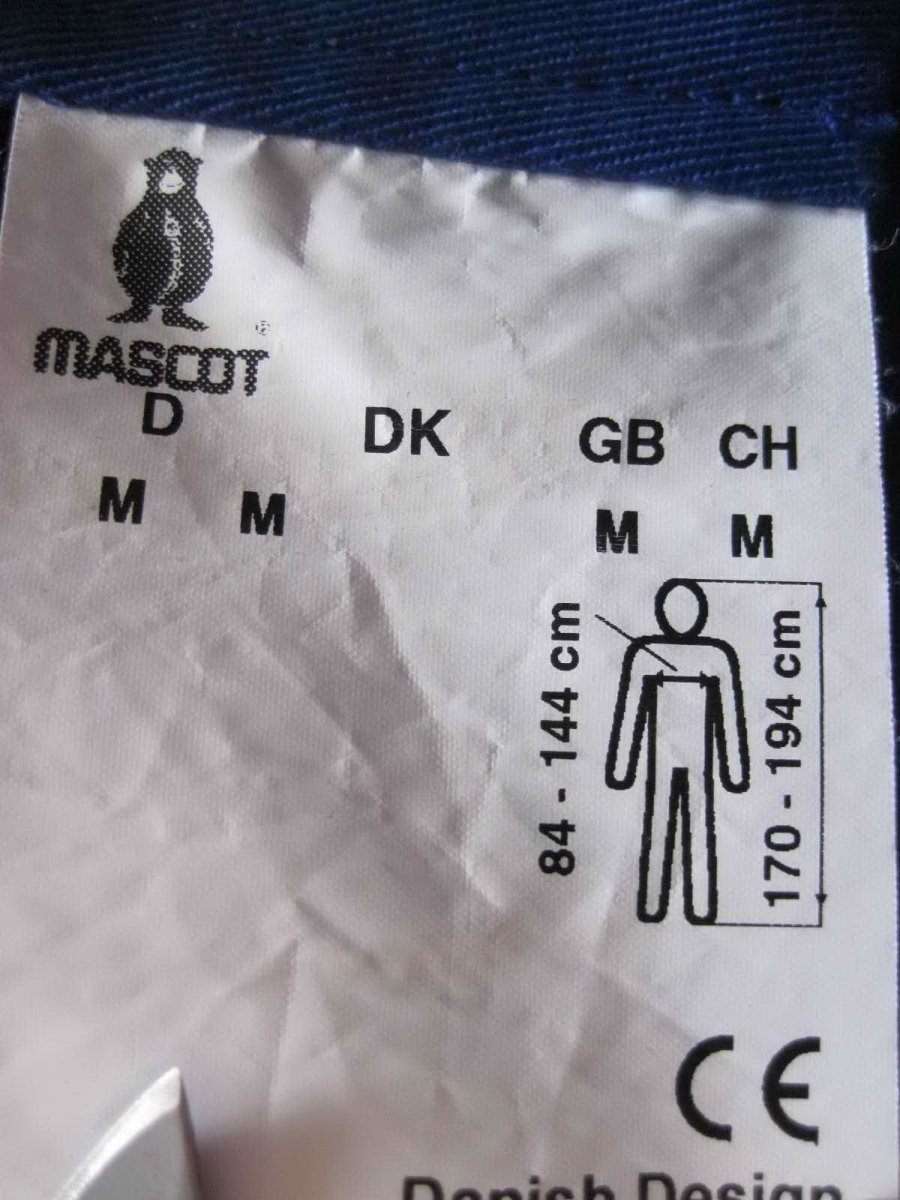 MASCOT®
D DK GB CH
M M M M
84 - 144 cm
170 - 194 cm
CE
Danish Design